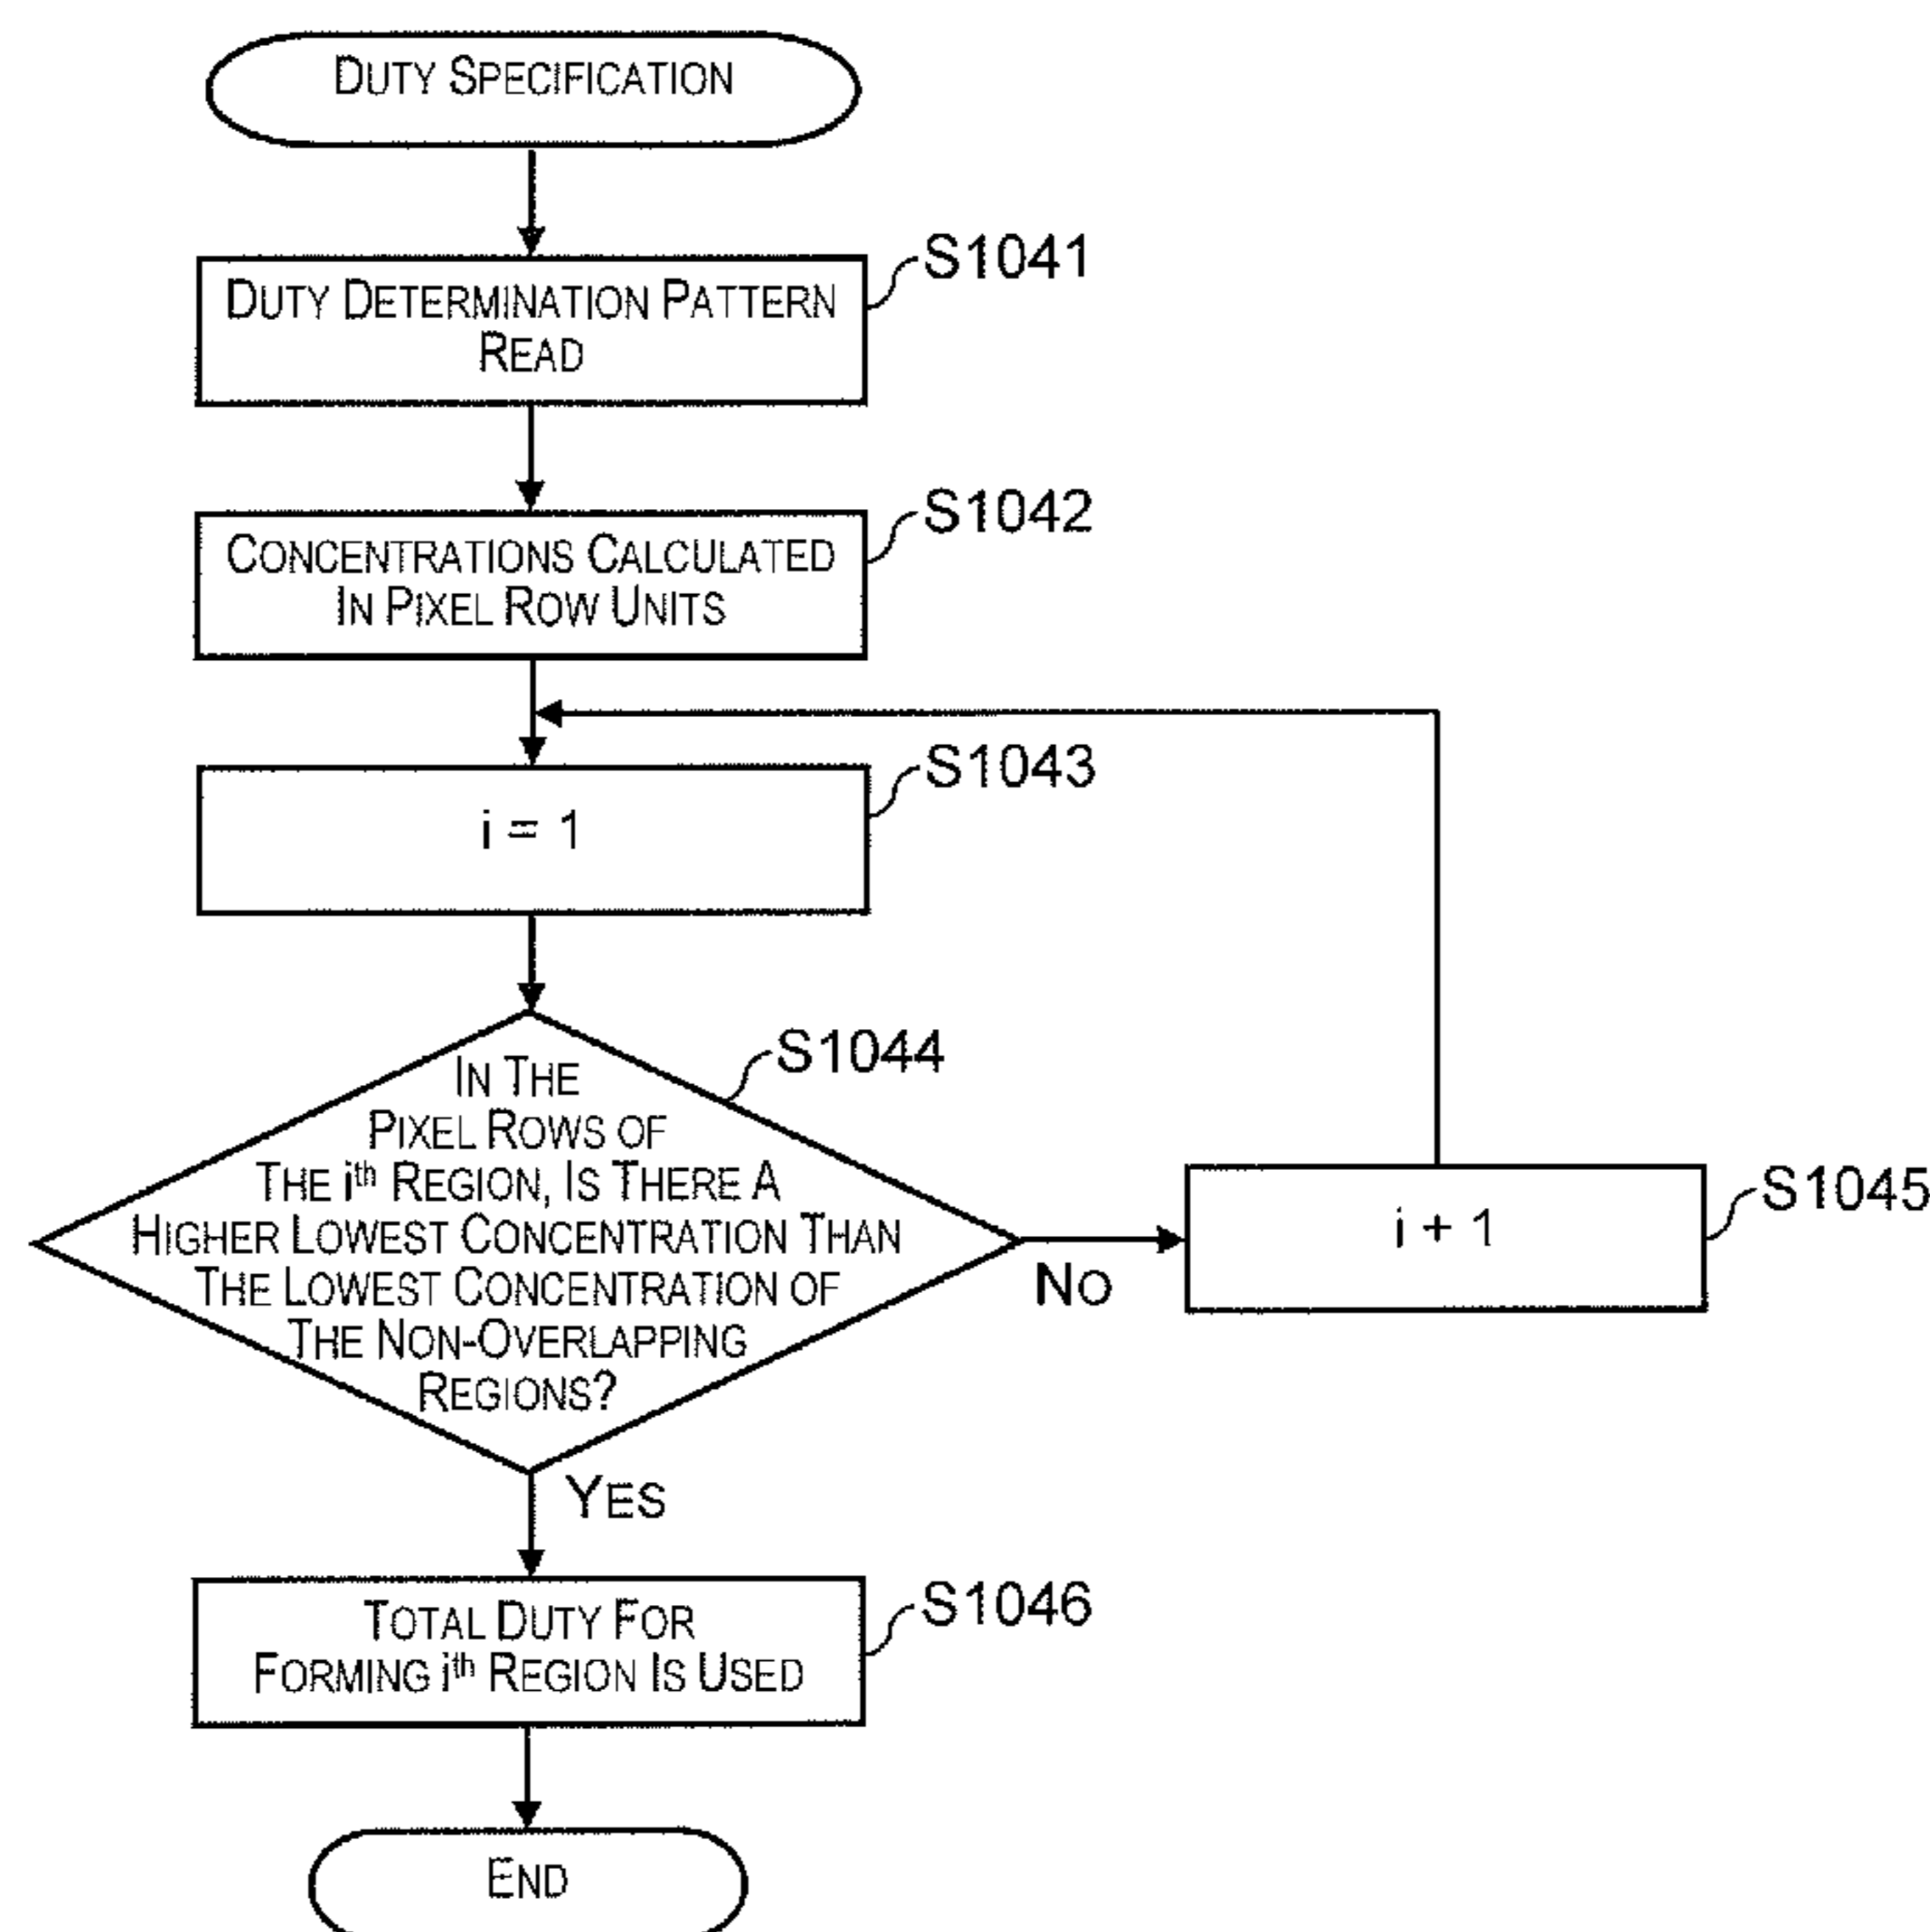 DUTY SPECIFICATION
S1041
DUTY DETERMINATION PATTERN
READ
S1042
CONCENTRATIONS CALCULATED
IN PIXEL ROW UNITS
S1043
i = 1
S1044
IN THE
PIXEL ROWS OF
THE ith REGION, IS THERE A
HIGHER LOWEST CONCENTRATION THAN
THE LOWEST CONCENTRATION OF
THE NON-OVERLAPPING
REGIONS?
NO
S1045
i + 1
YES
S1046
TOTAL DUTY FOR
FORMING ith REGION IS USED
END